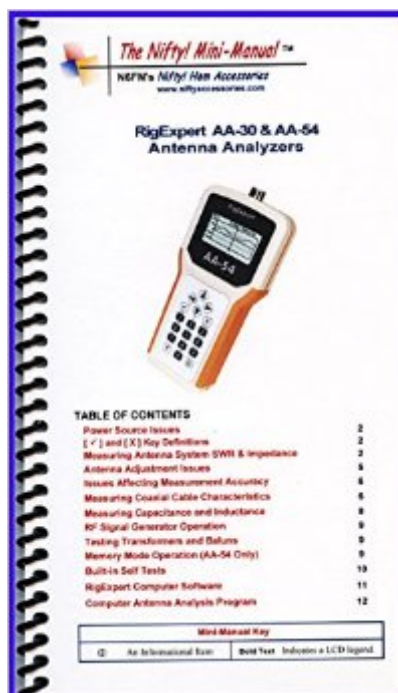 The Nifty! Mini-Manual ™
N6FN's Nifty! Ham Accessories
www.niftyaccessories.com
RigExpert AA-30 & AA-54
Antenna Analyzers
RigExpert
AA-54
TABLE OF CONTENTS
Power Source Issues 2
[ ✓ ] and [ X ] Key Definitions 2
Measuring Antenna System SWR & Impedance 2
Antenna Adjustment Issues 5
Issues Affecting Measurement Accuracy 6
Measuring Coaxial Cable Characteristics 6
Measuring Capacitance and Inductance 8
RF Signal Generator Operation 9
Testing Transformers and Baluns 9
Memory Mode Operation (AA-54 Only) 9
Built-in Self Tests 10
RigExpert Computer Software 11
Computer Antenna Analysis Program 12
Mini-Manual Key
An Informational Item Bold Text Indicates a LCD legend